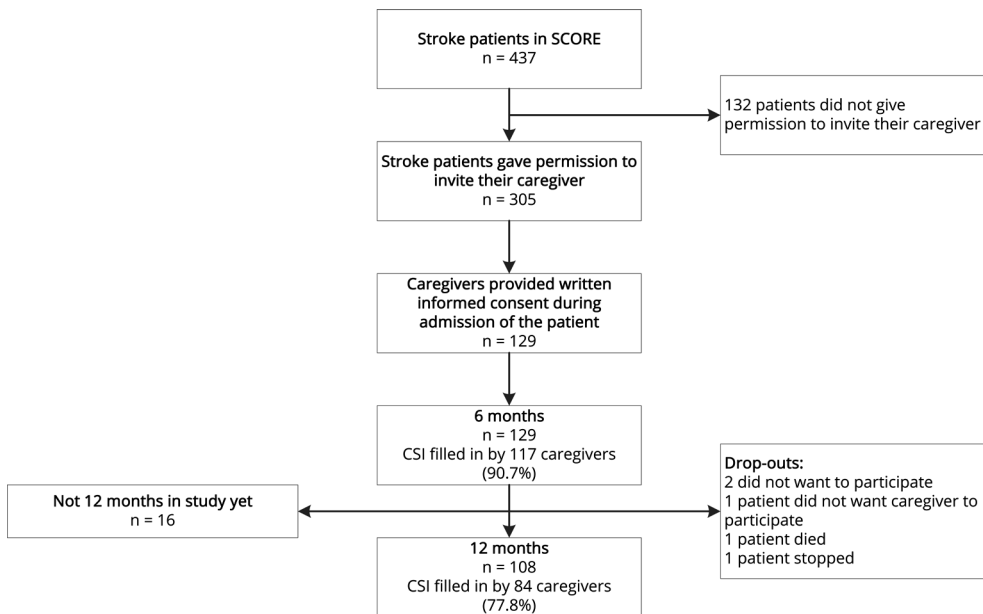 Stroke patients in SCORE
n = 437
132 patients did not give
permission to invite their caregiver
Stroke patients gave permission to
invite their caregiver
n = 305
Caregivers provided written
informed consent during
admission of the patient
n = 129
6 months
n = 129
CSI filled in by 117 caregivers
(90.7%)
Not 12 months in study yet
n = 16
Drop-outs:
2 did not want to participate
1 patient did not want caregiver to
participate
1 patient died
1 patient stopped
12 months
n = 108
CSI filled in by 84 caregivers
(77.8%)